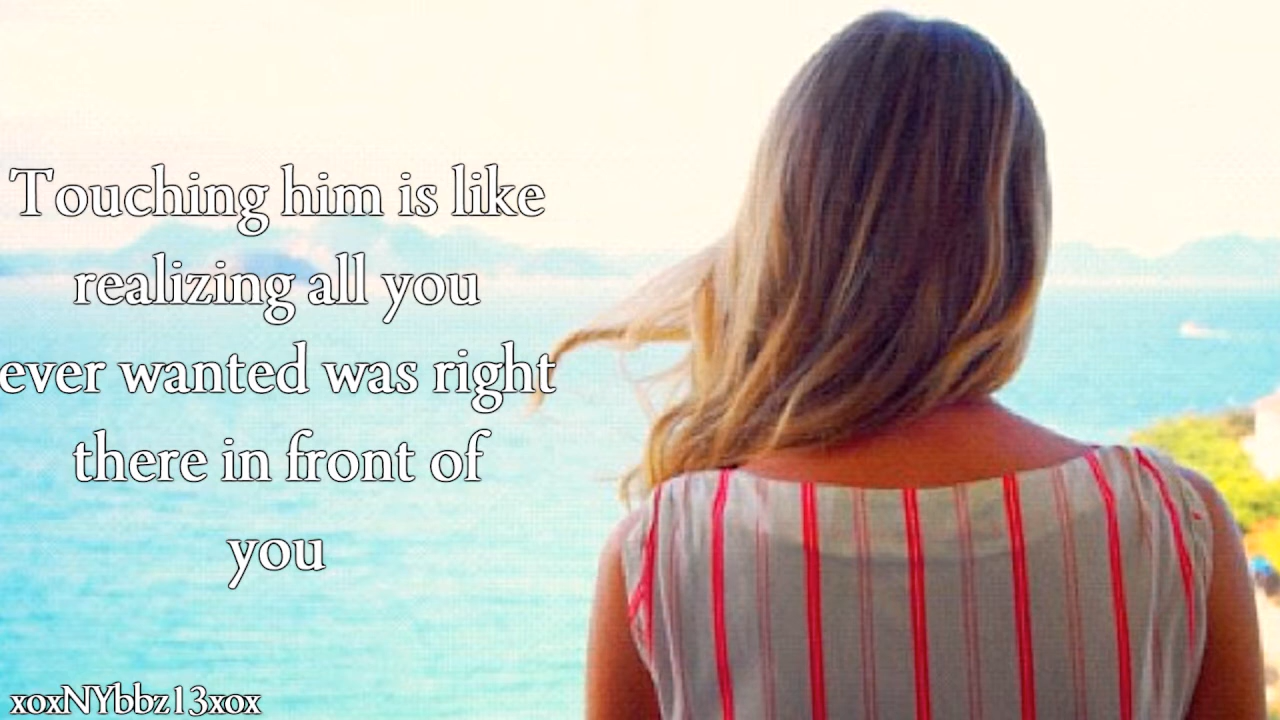 Touching him is like
realizing all you
ever wanted was right
there in front of
you
xoxNYbbz13xox